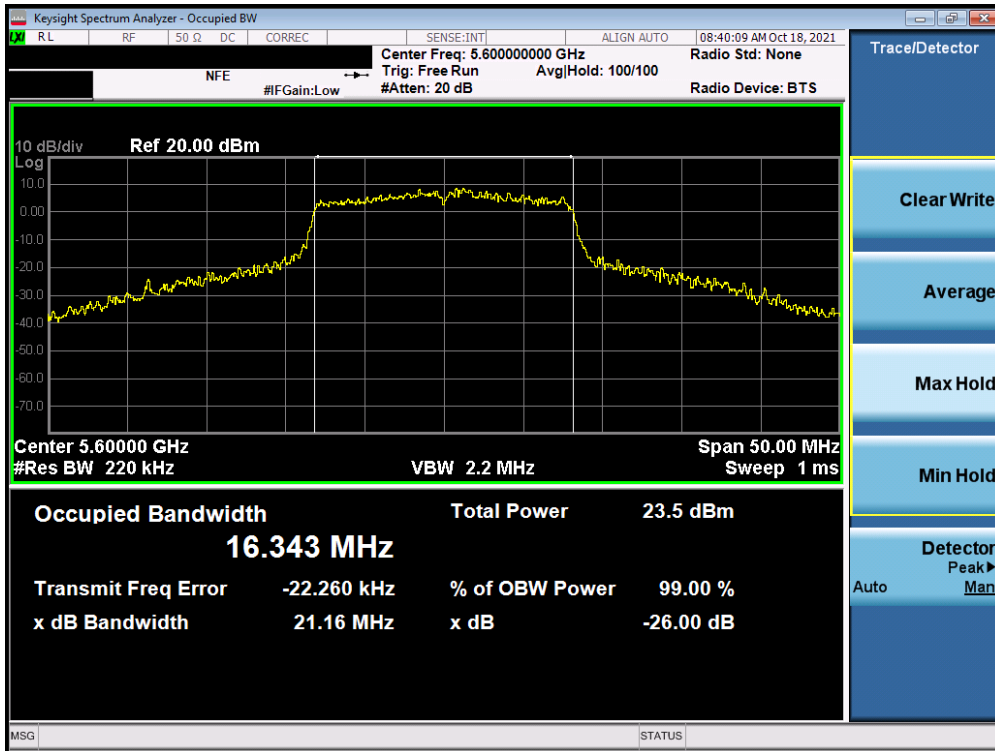 Keysight Spectrum Analyzer - Occupied BW
LXI RL RF 50 Ω DC CORREC SENSE:INT ALIGN AUTO 08:40:09 AM Oct 18, 2021
Center Freq: 5.600000000 GHz Radio Std: None
NFE Trig: Free Run Avg|Hold: 100/100
#IFGain:Low #Atten: 20 dB Radio Device: BTS
Trace/Detector
10 dB/div Ref 20.00 dBm
Log
10.0
0.00
-10.0
-20.0
-30.0
-40.0
-50.0
-60.0
-70.0
Center 5.60000 GHz Span 50.00 MHz
#Res BW 220 kHz VBW 2.2 MHz Sweep 1 ms
Occupied Bandwidth Total Power 23.5 dBm
16.343 MHz
Transmit Freq Error -22.260 kHz % of OBW Power 99.00 %
x dB Bandwidth 21.16 MHz x dB -26.00 dB
Clear Write
Average
Max Hold
Min Hold
Detector
Peak▶
Auto Man
MSG STATUS